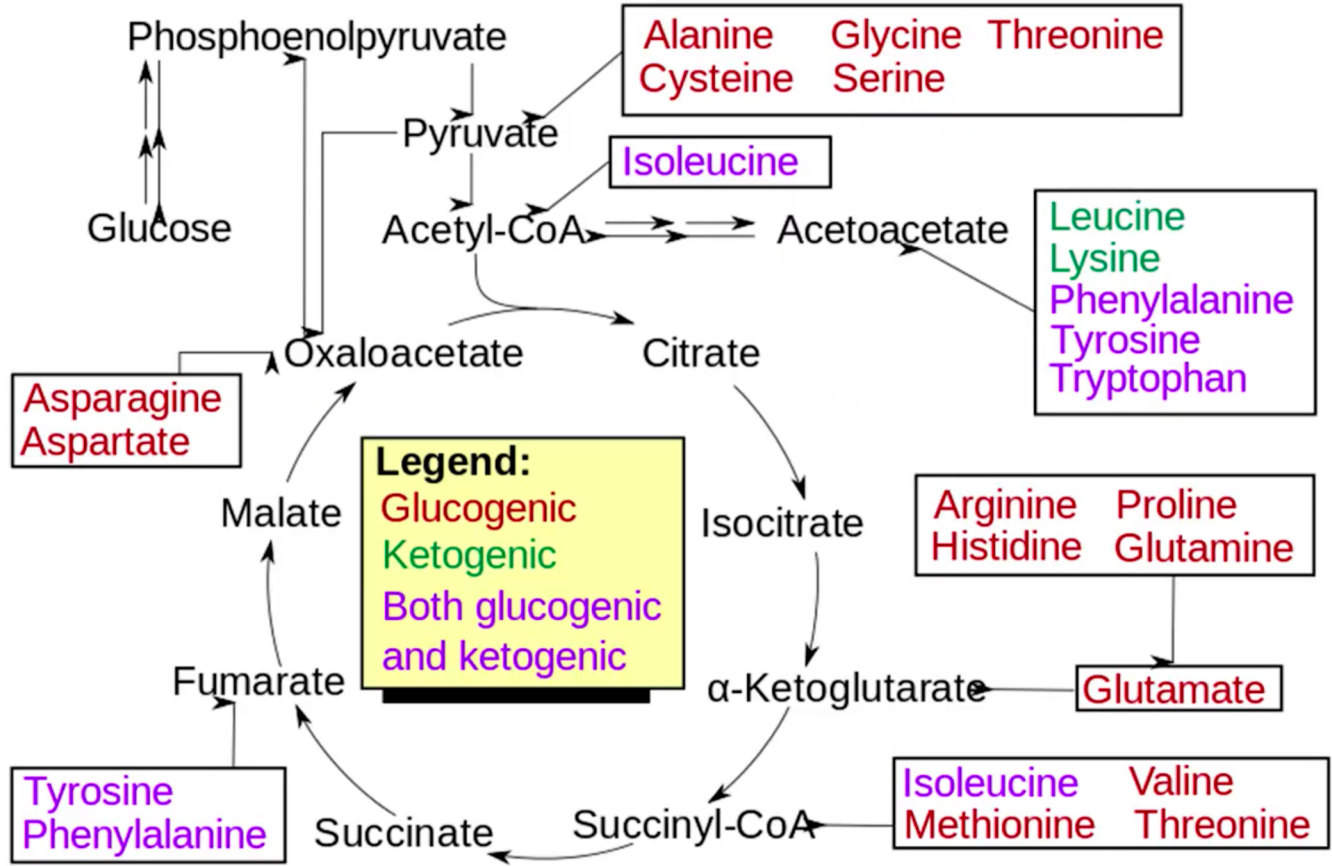 Phosphoenolpyruvate
Alanine Glycine Threonine
Cysteine Serine
Pyruvate
Isoleucine
Glucose
Acetyl-CoA
Acetoacetate
Leucine
Lysine
Phenylalanine
Tyrosine
Tryptophan
Oxaloacetate
Citrate
Asparagine
Aspartate
Legend:
Glucogenic
Ketogenic
Both glucogenic
and ketogenic
Malate
Isocitrate
Arginine Proline
Histidine Glutamine
Fumarate
α-Ketoglutarate
Glutamate
Tyrosine
Phenylalanine
Succinate
Succinyl-CoA
Isoleucine Valine
Methionine Threonine